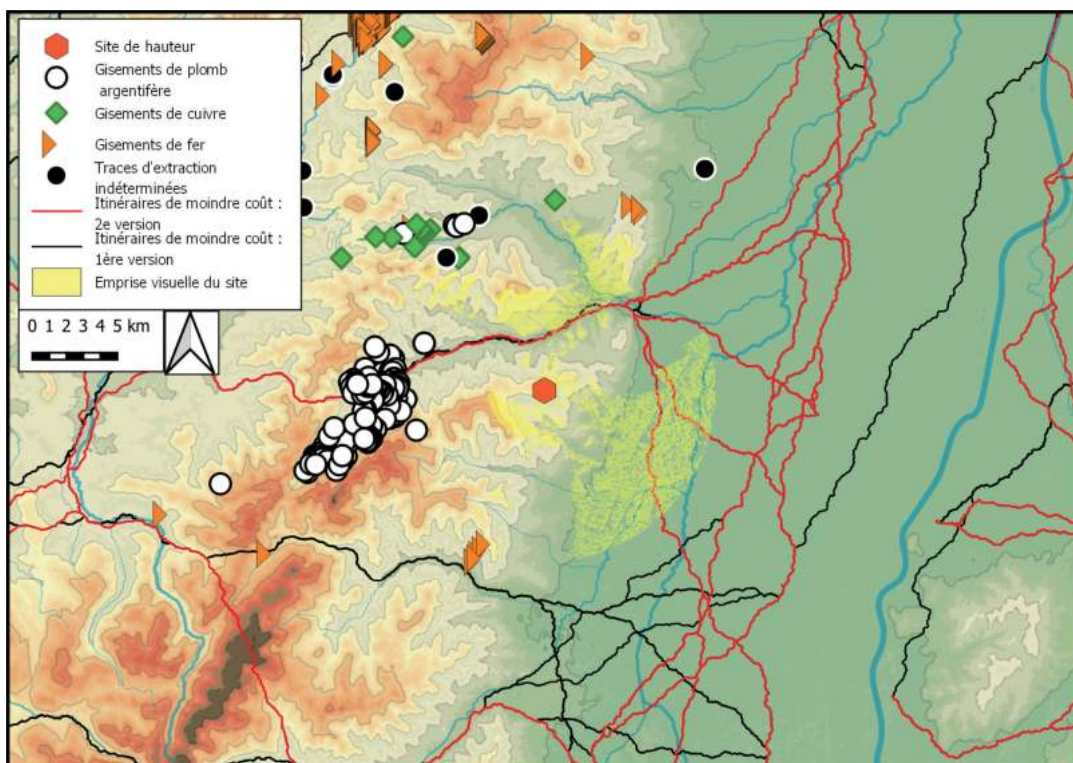 Site de hauteur
Gisements de plomb
argentifère
Gisements de cuivre
Gisements de fer
Traces d'extraction
indéterminées
Itinéraires de moindre coût :
2e version
Itinéraires de moindre coût :
1ère version
Emprise visuelle du site
0 1 2 3 4 5 km